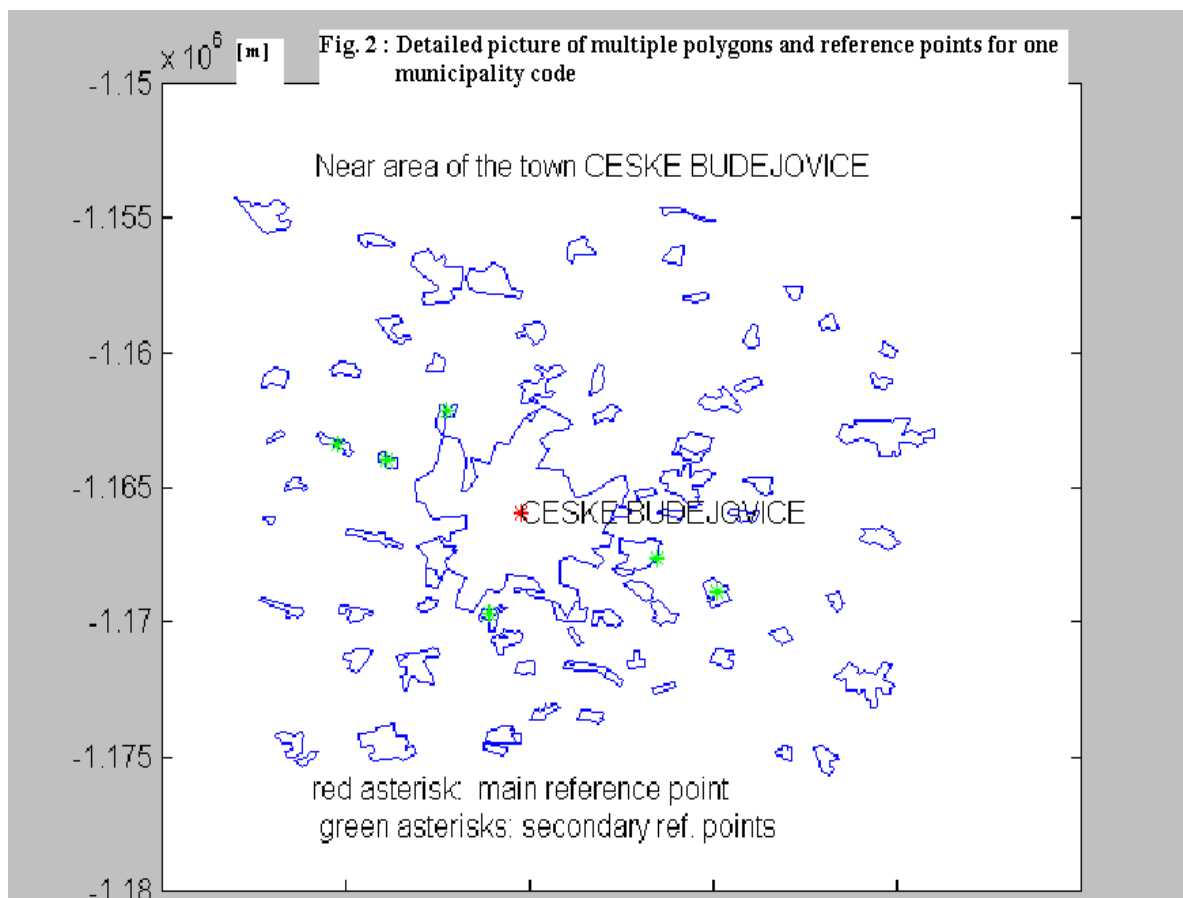 x 10^6 [m]
Fig. 2 : Detailed picture of multiple polygons and reference points for one
municipality code
-1.15
Near area of the town CESKE BUDEJOVICE
-1.155
-1.16
-1.165
CESKE BUDEJOVICE
-1.17
-1.175
red asterisk: main reference point
green asterisks: secondary ref. points
-1.18